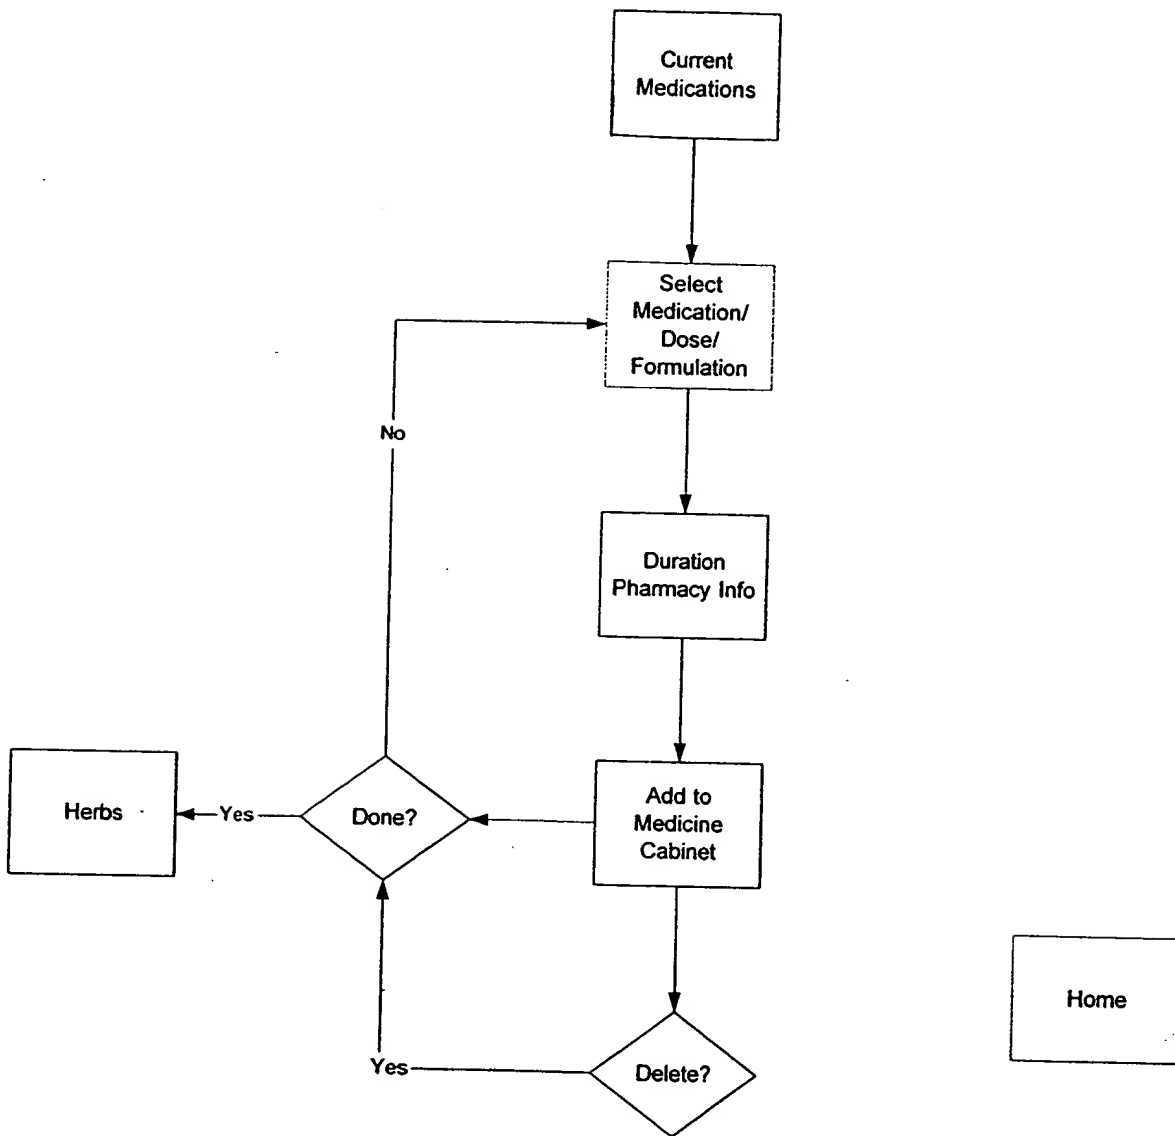 Current
Medications
Select
Medication/
Dose/
Formulation
No
Duration
Pharmacy Info
Herbs
Yes
Done?
Add to
Medicine
Cabinet
Home
Yes
Delete?